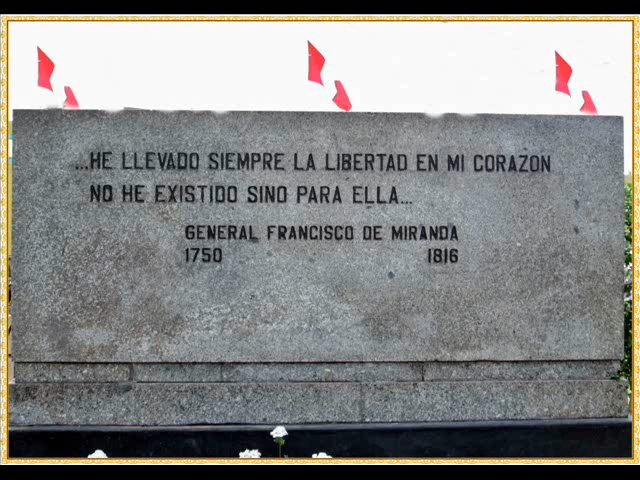 ...HE LLEVADO SIEMPRE LA LIBERTAD EN MI CORAZON
NO HE EXISTIDO SINO PARA ELLA...
GENERAL FRANCISCO DE MIRANDA
1750 1816